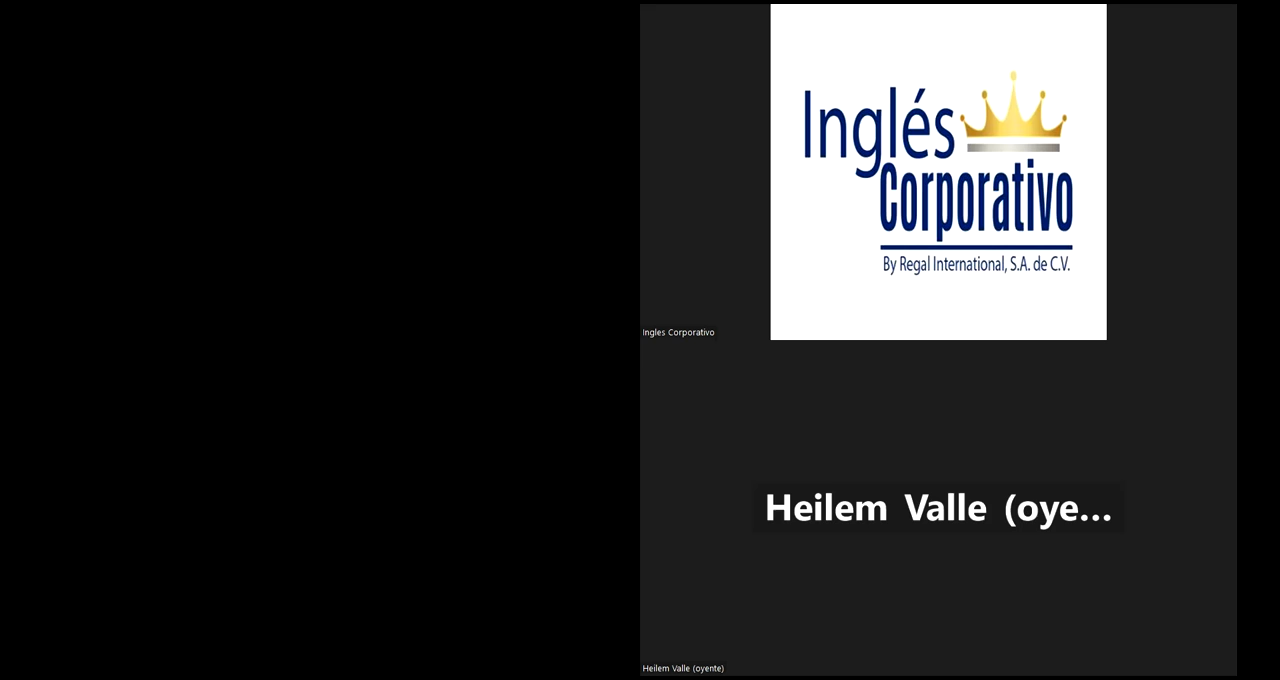 Inglés
Corporativo
By Regal International, S.A. de C.V.
Ingles Corporativo
Heilem Valle (oye...
Heilem Valle (oyente)